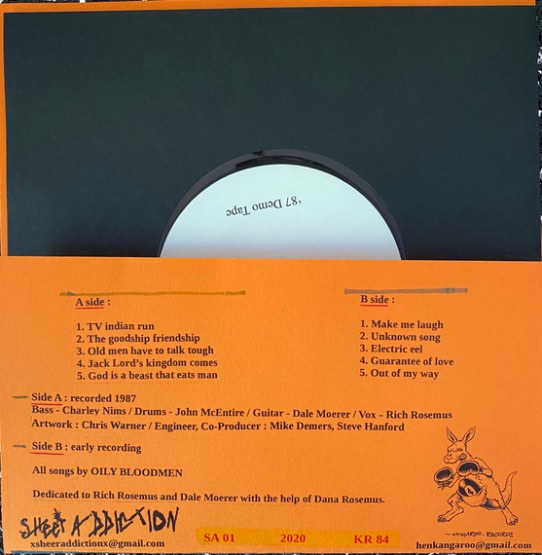 '87 Demo Tape
A side :
1. TV indian run
2. The goodship friendship
3. Old men have to talk tough
4. Jack Lord's kingdom comes
5. God is a beast that eats man
B side :
1. Make me laugh
2. Unknown song
3. Electric eel
4. Guarantee of love
5. Out of my way
Side A : recorded 1987
Bass - Charley Nims / Drums - John McEntire / Guitar - Dale Moerer / Vox - Rich Rosemus
Artwork : Chris Warner / Engineer, Co-Producer : Mike Demers, Steve Hanford
Side B : early recording
All songs by OILY BLOODMEN
Dedicated to Rich Rosemus and Dale Moerer with the help of Dana Rosemus.
SHEER ADDICTION
xsheeraddictionx@gmail.com
SA 01 2020 KR 84
KANGAROO RECORDS
henkangaroo@gmail.com